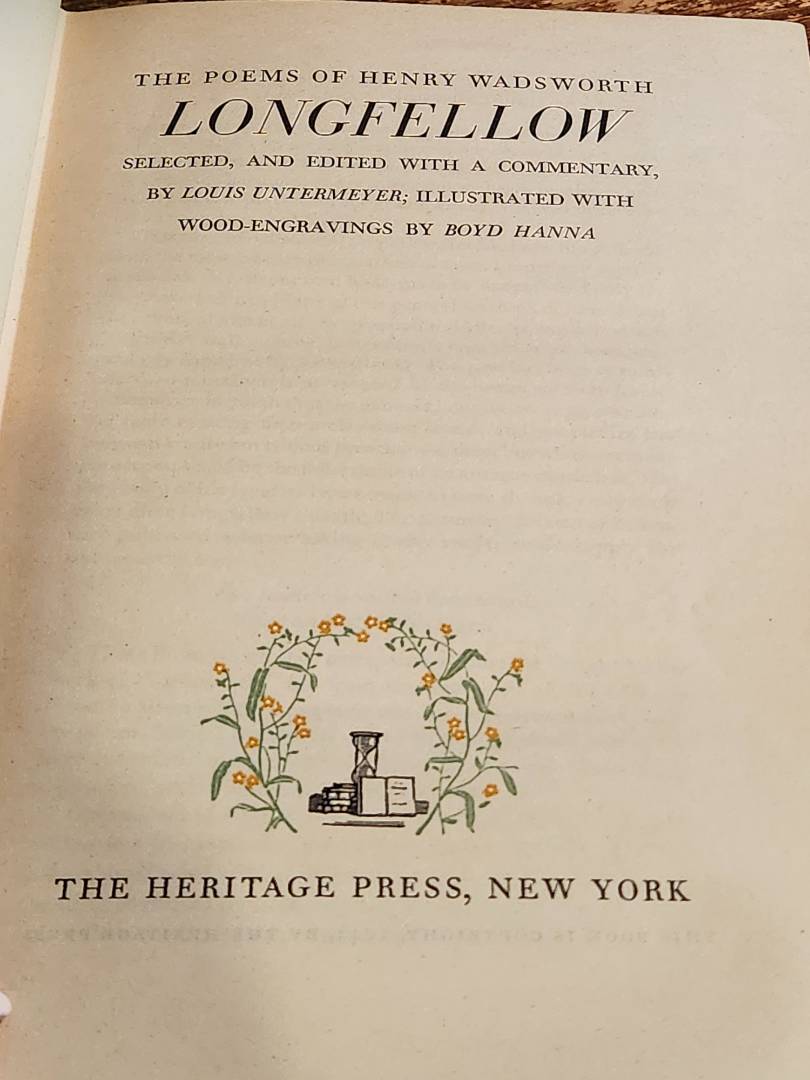 THE POEMS OF HENRY WADSWORTH
LONGFELLOW
SELECTED, AND EDITED WITH A COMMENTARY,
BY LOUIS UNTERMEYER; ILLUSTRATED WITH
WOOD-ENGRAVINGS BY BOYD HANNA
THE HERITAGE PRESS, NEW YORK